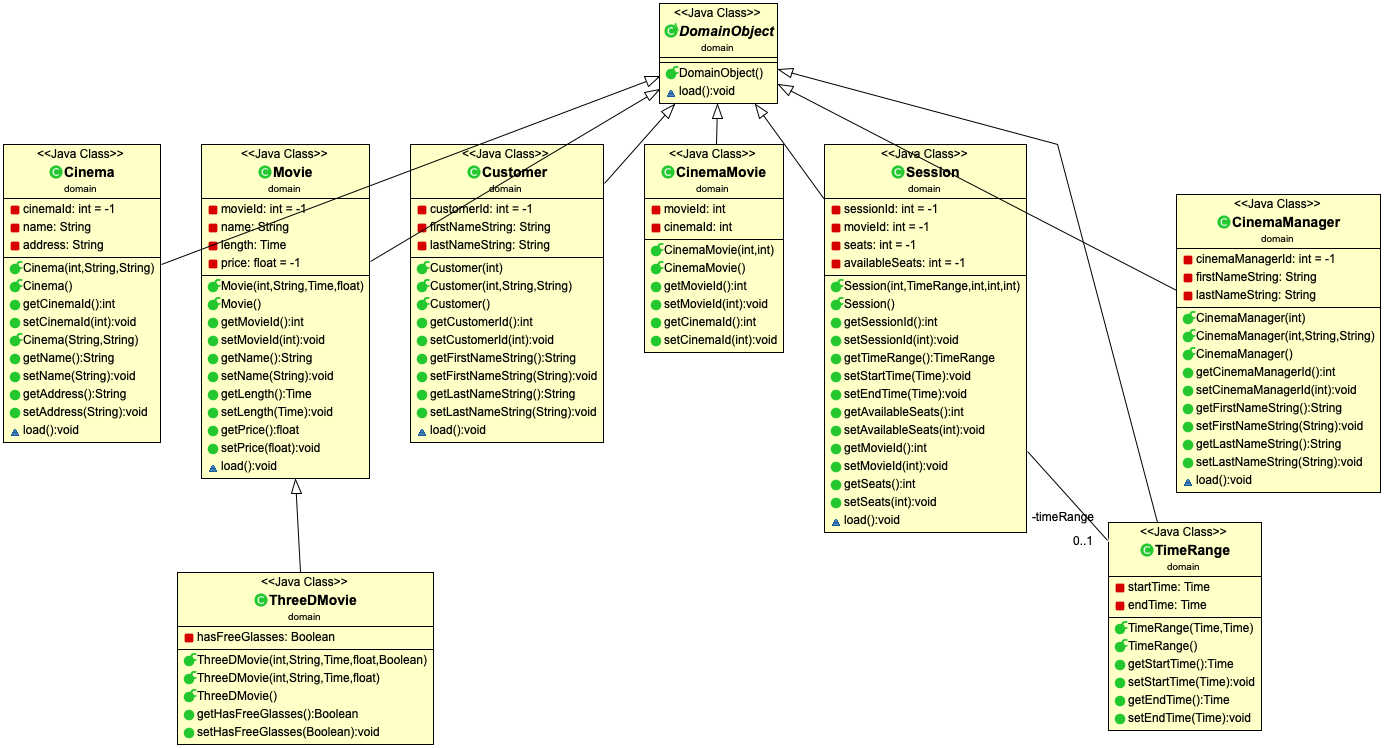 <<Java Class>>
DomainObject
domain
DomainObject()
load():void
<<Java Class>>
Cinema
domain
cinemaId: int = -1
name: String
address: String
Cinema(int,String,String)
Cinema()
getCinemaId():int
setCinemaId(int):void
Cinema(String,String)
getName():String
setName(String):void
getAddress():String
setAddress(String):void
load():void
<<Java Class>>
Movie
domain
movieId: int = -1
name: String
length: Time
price: float = -1
Movie(int,String,Time,float)
Movie()
getMovieId():int
setMovieId(int):void
getName():String
setName(String):void
getLength():Time
setLength(Time):void
getPrice():float
setPrice(float):void
load():void
<<Java Class>>
Customer
domain
customerId: int = -1
firstNameString: String
lastNameString: String
Customer(int)
Customer(int,String,String)
Customer()
getCustomerId():int
setCustomerId(int):void
getFirstNameString():String
setFirstNameString(String):void
getLastNameString():String
setLastNameString(String):void
load():void
<<Java Class>>
CinemaMovie
domain
movieId: int
cinemaId: int
CinemaMovie(int,int)
CinemaMovie()
getMovieId():int
setMovieId(int):void
getCinemaId():int
setCinemaId(int):void
<<Java Class>>
Session
domain
sessionId: int = -1
movieId: int = -1
seats: int = -1
availableSeats: int = -1
Session(int,TimeRange,int,int,int)
Session()
getSessionId():int
setSessionId(int):void
getTimeRange():TimeRange
setStartTime(Time):void
setEndTime(Time):void
getAvailableSeats():int
setAvailableSeats(int):void
getMovieId():int
setMovieId(int):void
getSeats():int
setSeats(int):void
load():void
<<Java Class>>
CinemaManager
domain
cinemaManagerId: int = -1
firstNameString: String
lastNameString: String
CinemaManager(int)
CinemaManager(int,String,String)
CinemaManager()
getCinemaManagerId():int
setCinemaManagerId(int):void
getFirstNameString():String
setFirstNameString(String):void
getLastNameString():String
setLastNameString(String):void
load():void
-timeRange
0..1
<<Java Class>>
TimeRange
domain
startTime: Time
endTime: Time
TimeRange(Time,Time)
TimeRange()
getStartTime():Time
setStartTime(Time):void
getEndTime():Time
setEndTime(Time):void
<<Java Class>>
ThreeDMovie
domain
hasFreeGlasses: Boolean
ThreeDMovie(int,String,Time,float,Boolean)
ThreeDMovie(int,String,Time,float)
ThreeDMovie()
getHasFreeGlasses():Boolean
setHasFreeGlasses(Boolean):void